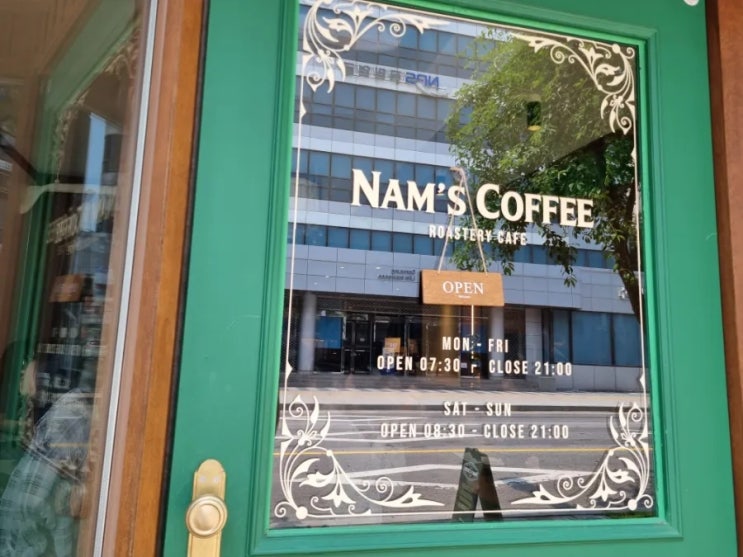 NAM'S COFFEE
ROASTERY CAFE
OPEN
MON - FRI
OPEN 07:30 - CLOSE 21:00
SAT - SUN
OPEN 08:30 - CLOSE 21:00